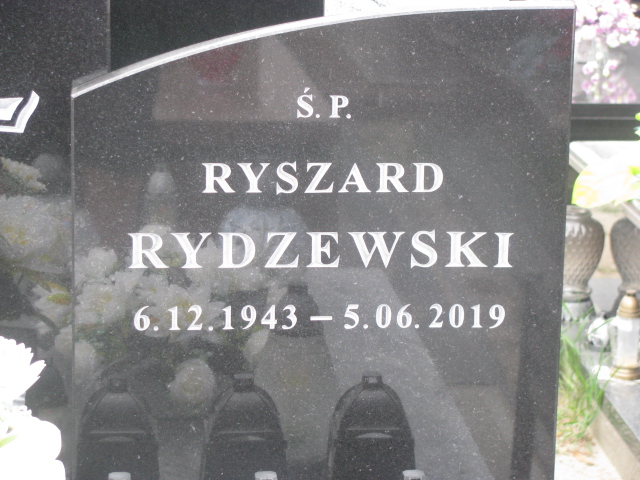 Ś. P.
RYSZARD
RYDZEWSKI
6.12.1943 – 5.06.2019